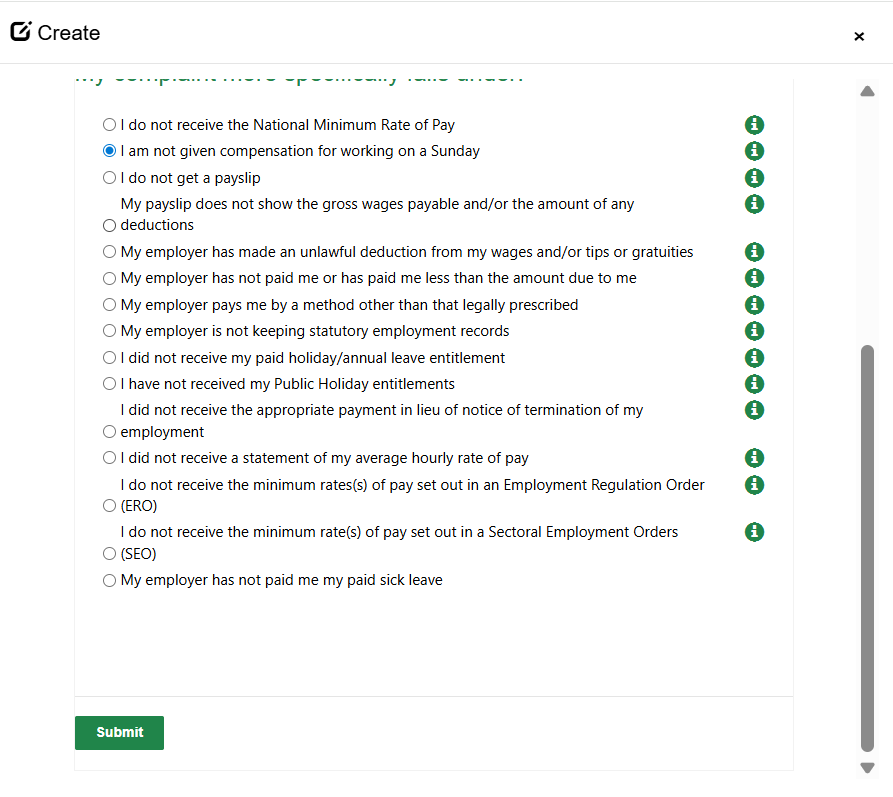 Create
×
My complaint more specifically falls under:
I do not receive the National Minimum Rate of Pay
I am not given compensation for working on a Sunday
I do not get a payslip
My payslip does not show the gross wages payable and/or the amount of any
deductions
My employer has made an unlawful deduction from my wages and/or tips or gratuities
My employer has not paid me or has paid me less than the amount due to me
My employer pays me by a method other than that legally prescribed
My employer is not keeping statutory employment records
I did not receive my paid holiday/annual leave entitlement
I have not received my Public Holiday entitlements
I did not receive the appropriate payment in lieu of notice of termination of my
employment
I did not receive a statement of my average hourly rate of pay
I do not receive the minimum rates(s) of pay set out in an Employment Regulation Order
(ERO)
I do not receive the minimum rate(s) of pay set out in a Sectoral Employment Orders
(SEO)
My employer has not paid me my paid sick leave
Submit